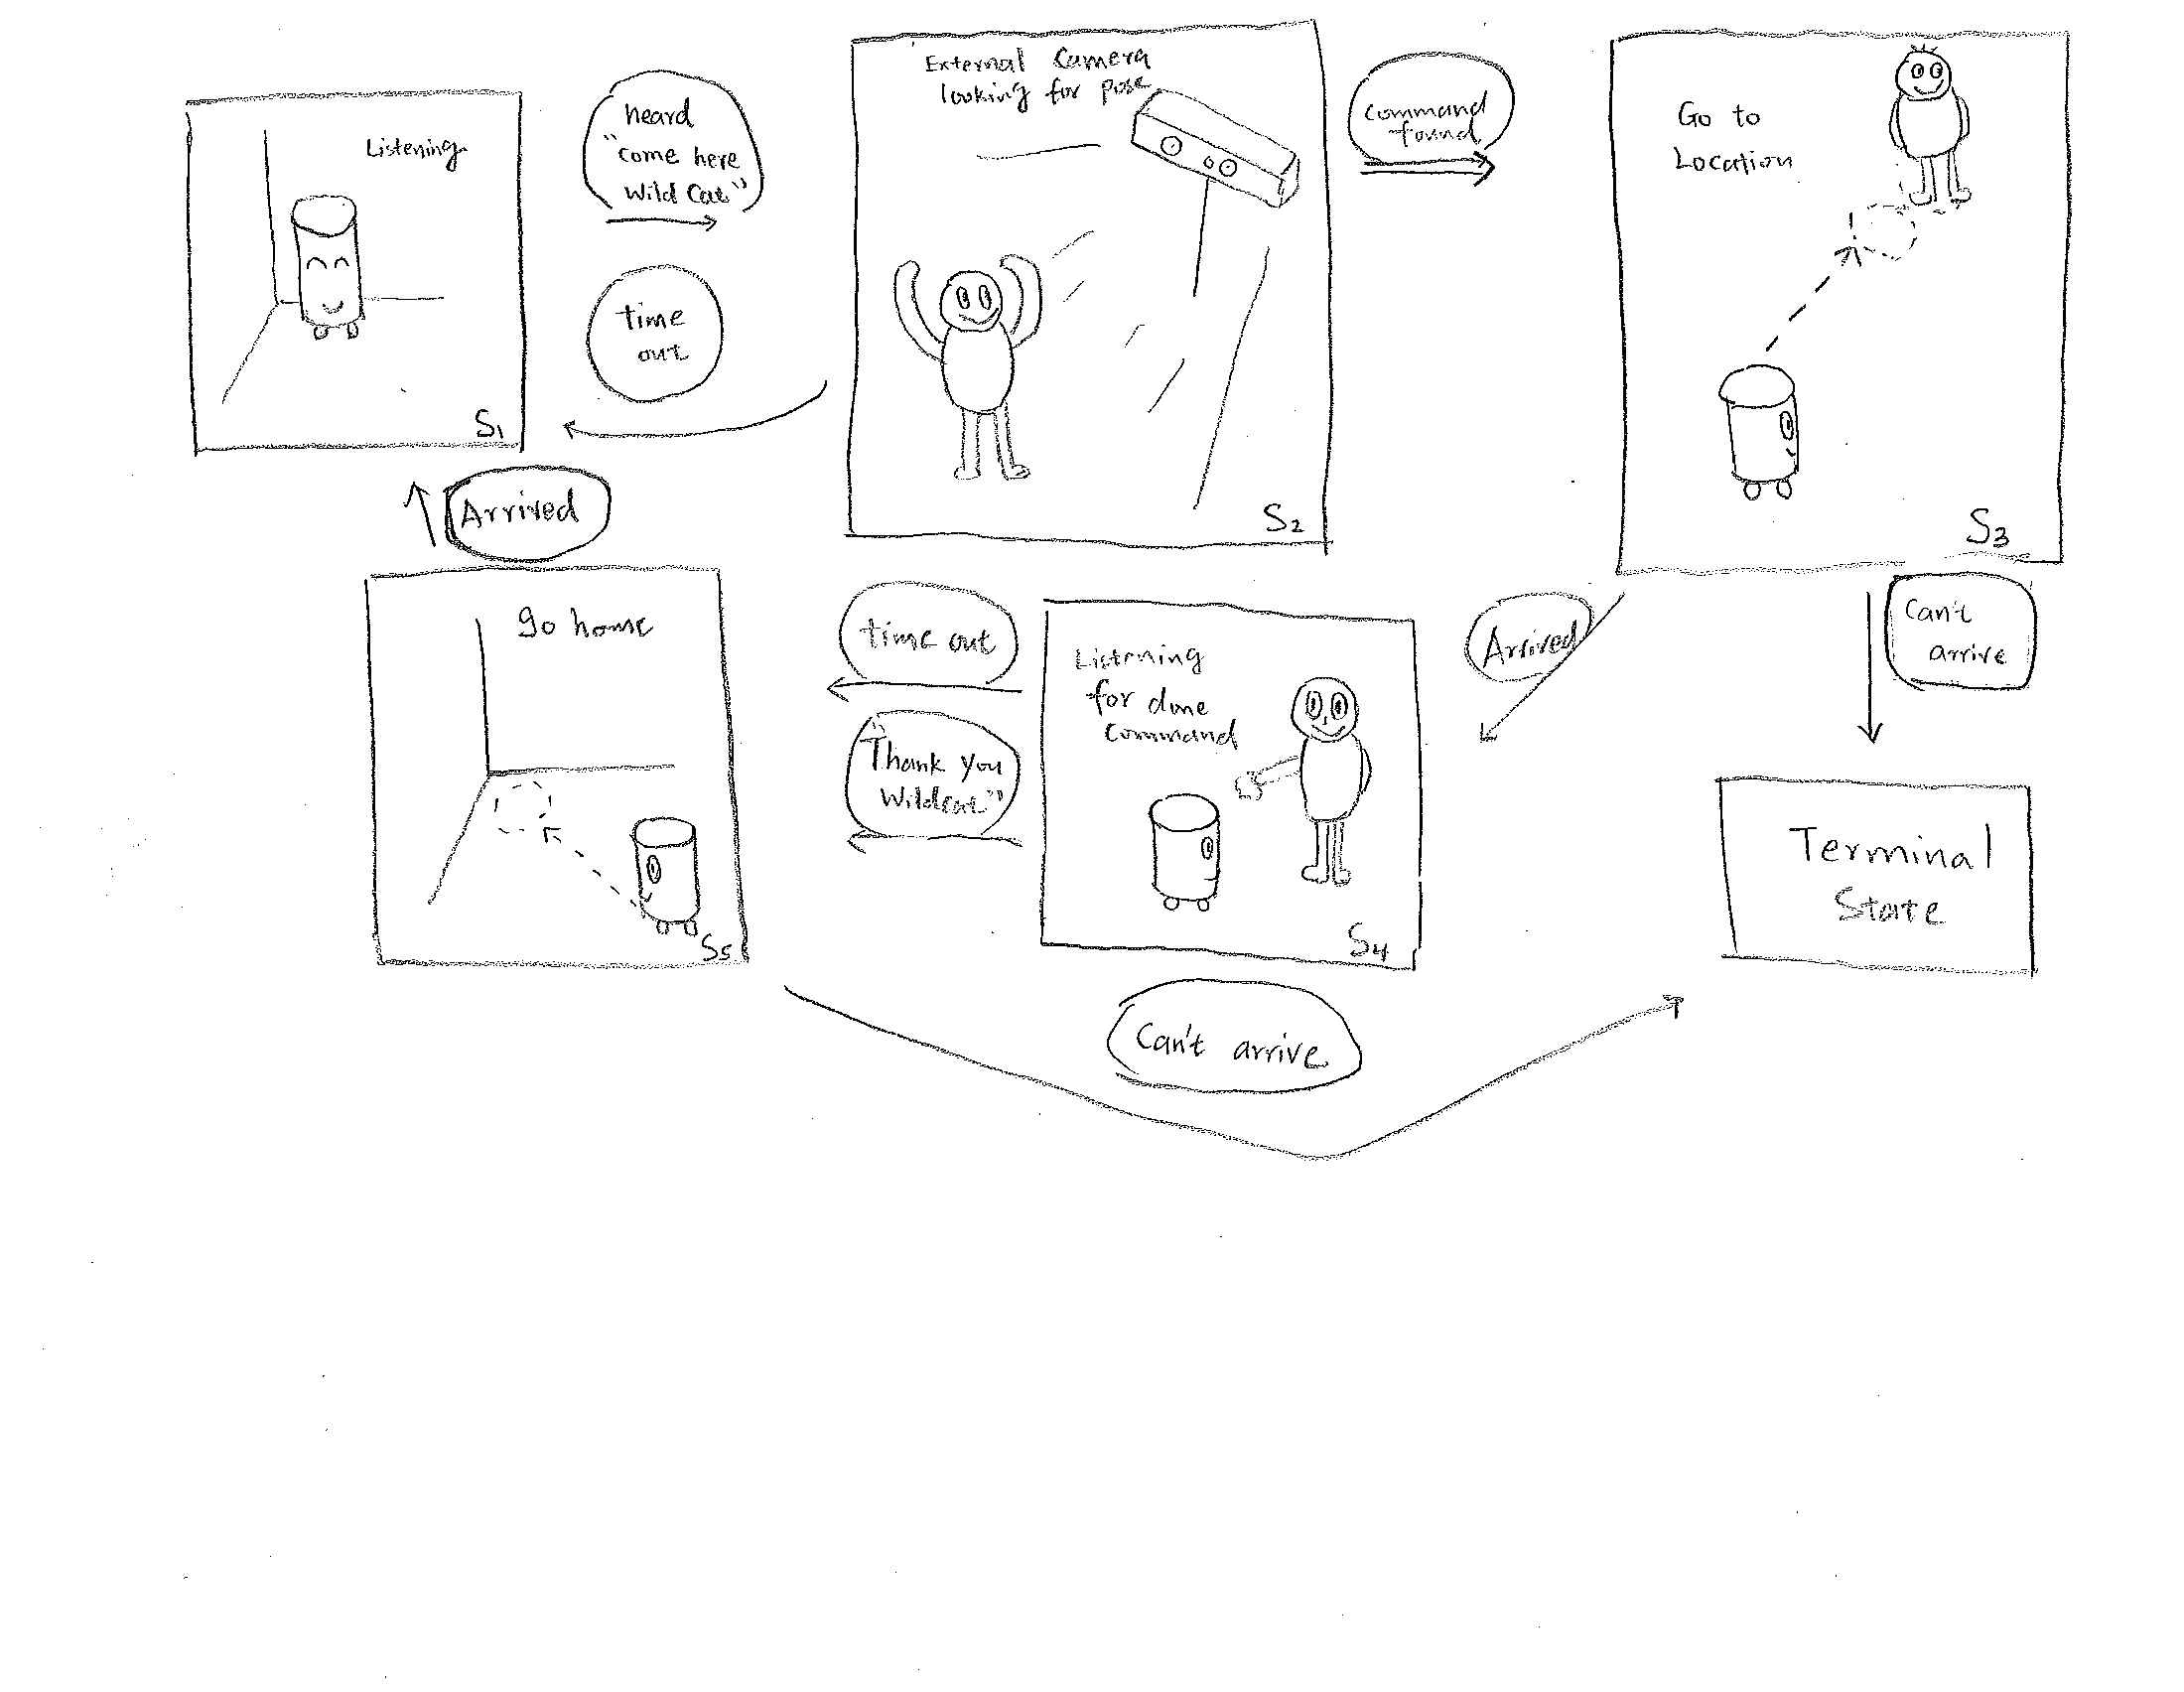 Listening
S1
heard
"come here
Wild Cat"
time
out
External Camera
looking for pose
S2
Command
found
Go to
Location
S3
Arrived
Can't
arrive
Terminal
State
Listening
for done
Command
S4
time out
"Thank you
Wildcat"
go home
S5
Arrived
Can't arrive